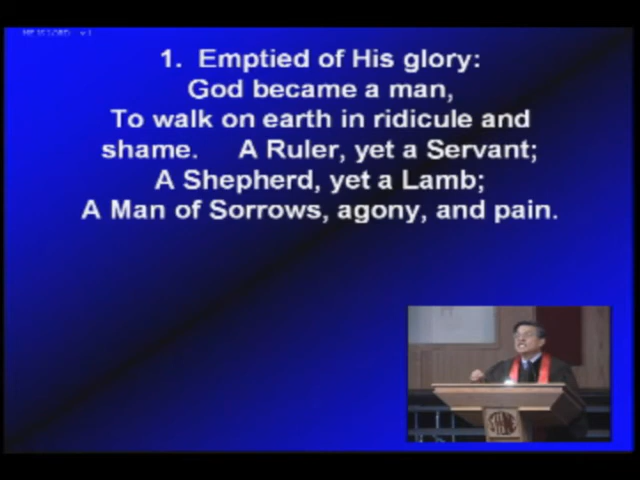 1. Emptied of His glory:
God became a man,
To walk on earth in ridicule and
shame. A Ruler, yet a Servant;
A Shepherd, yet a Lamb;
A Man of Sorrows, agony, and pain.